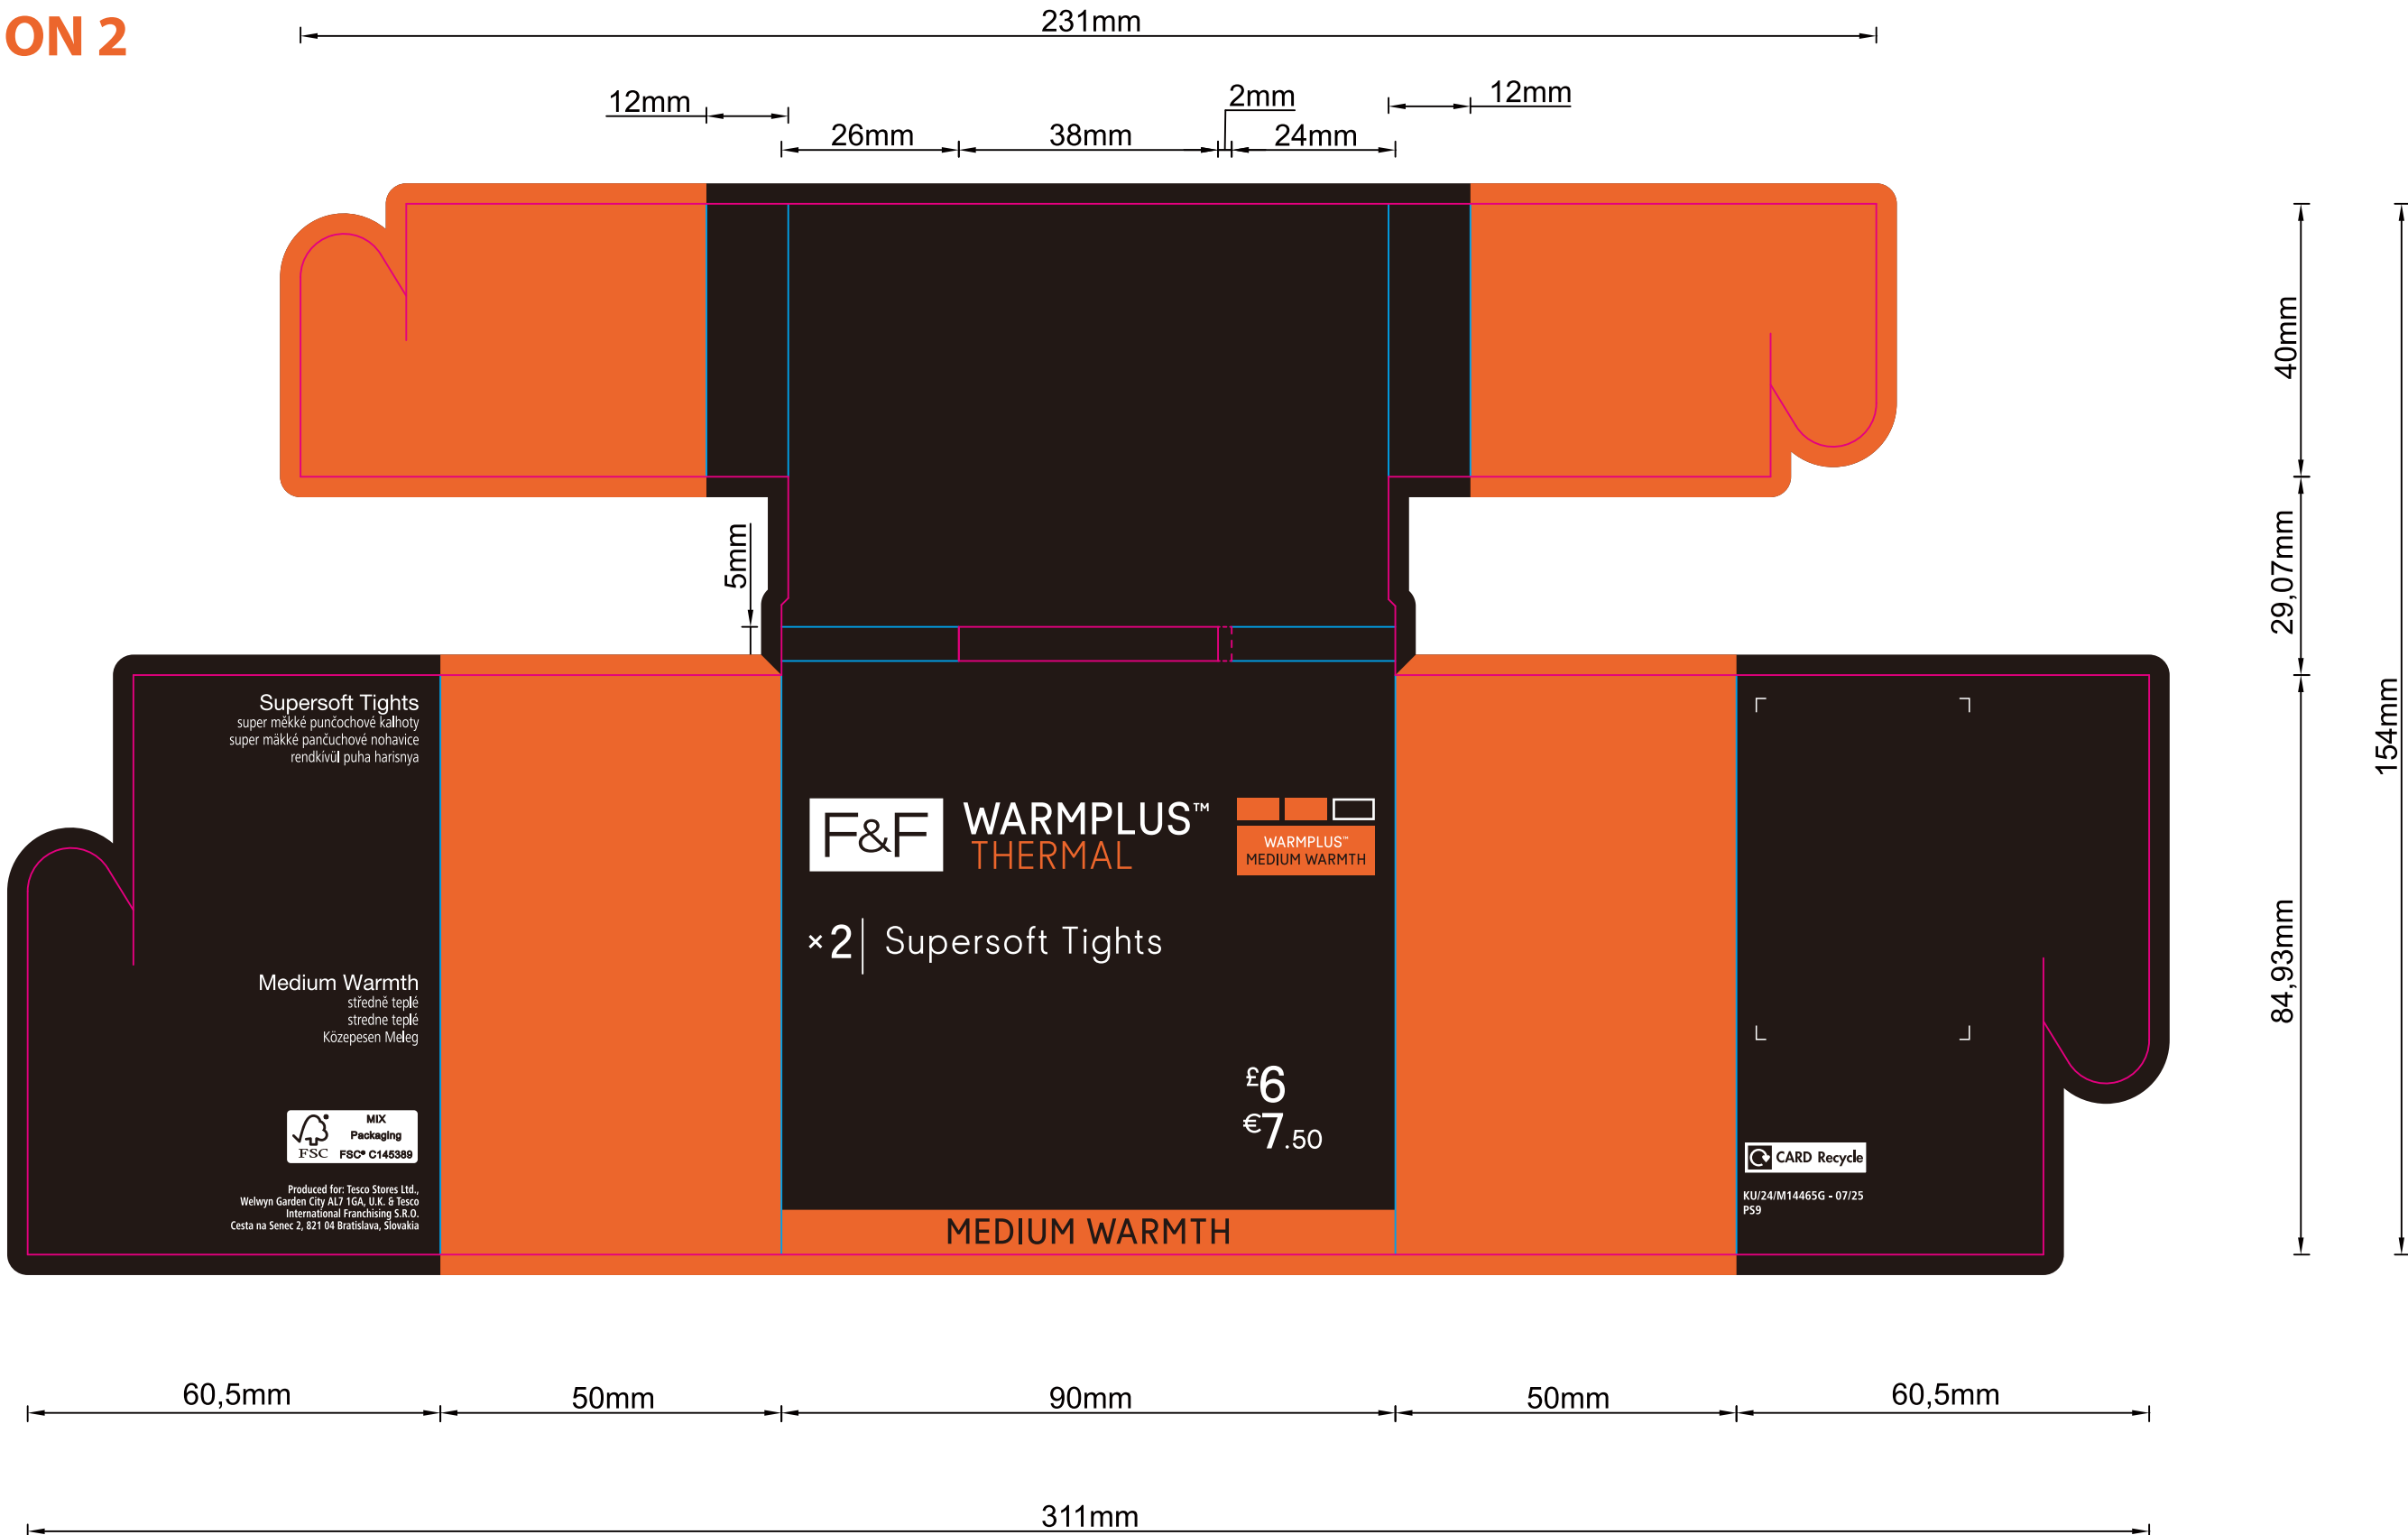 ON 2
231mm
12mm
2mm
12mm
26mm
38mm
24mm
40mm
5mm
29,07mm
154mm
Supersoft Tights
super měkké punčochové kalhoty
super mäkké pančuchové nohavice
rendkívül puha harisnya
F&F
WARMPLUS™
THERMAL
WARMPLUS™
MEDIUM WARMTH
×2 | Supersoft Tights
84,93mm
Medium Warmth
středně teplé
stredne teplé
Közepesen Meleg
£6
€7.50
MIX
Packaging
FSC
FSC® C145389
CARD Recycle
Produced for: Tesco Stores Ltd.,
Welwyn Garden City AL7 1GA, U.K. & Tesco
International Franchising S.R.O.
Cesta na Senec 2, 821 04 Bratislava, Slovakia
KU/24/M14465G - 07/25
PS9
MEDIUM WARMTH
60,5mm
50mm
90mm
50mm
60,5mm
311mm